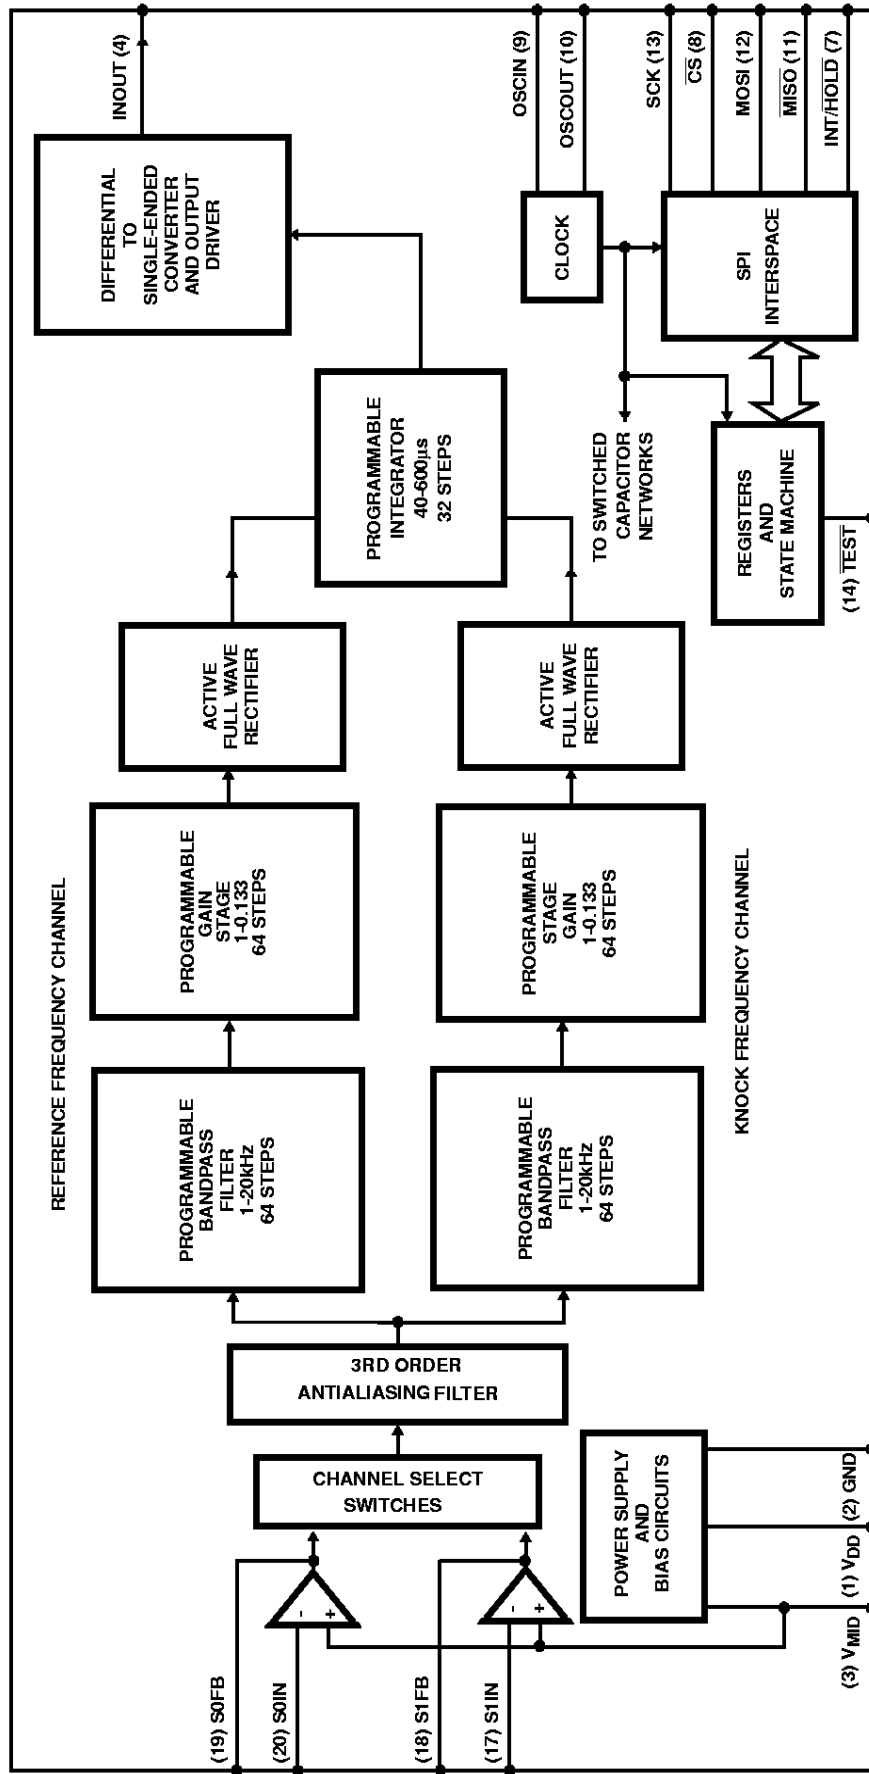 REFERENCE FREQUENCY CHANNEL
(19) S0FB
(20) S0IN
(18) S1FB
(17) S1IN
-
+
-
+
CHANNEL SELECT
SWITCHES
3RD ORDER
ANTIALIASING FILTER
PROGRAMMABLE
BANDPASS
FILTER
1-20kHz
64 STEPS
PROGRAMMABLE
GAIN
STAGE
1-0.133
64 STEPS
ACTIVE
FULL WAVE
RECTIFIER
PROGRAMMABLE
BANDPASS
FILTER
1-20kHz
64 STEPS
PROGRAMMABLE
STAGE
GAIN
1-0.133
64 STEPS
ACTIVE
FULL WAVE
RECTIFIER
KNOCK FREQUENCY CHANNEL
PROGRAMMABLE
INTEGRATOR
40-600µs
32 STEPS
DIFFERENTIAL
TO
SINGLE-ENDED
CONVERTER
AND OUTPUT
DRIVER
INOUT (4)
POWER SUPPLY
AND
BIAS CIRCUITS
(3) VMID
(1) VDD
(2) GND
TO SWITCHED
CAPACITOR
NETWORKS
REGISTERS
AND
STATE MACHINE
(14) TEST
CLOCK
OSCIN (9)
OSCOUT (10)
SPI
INTERSPACE
SCK (13)
CS (8)
MOSI (12)
MISO (11)
INT/HOLD (7)